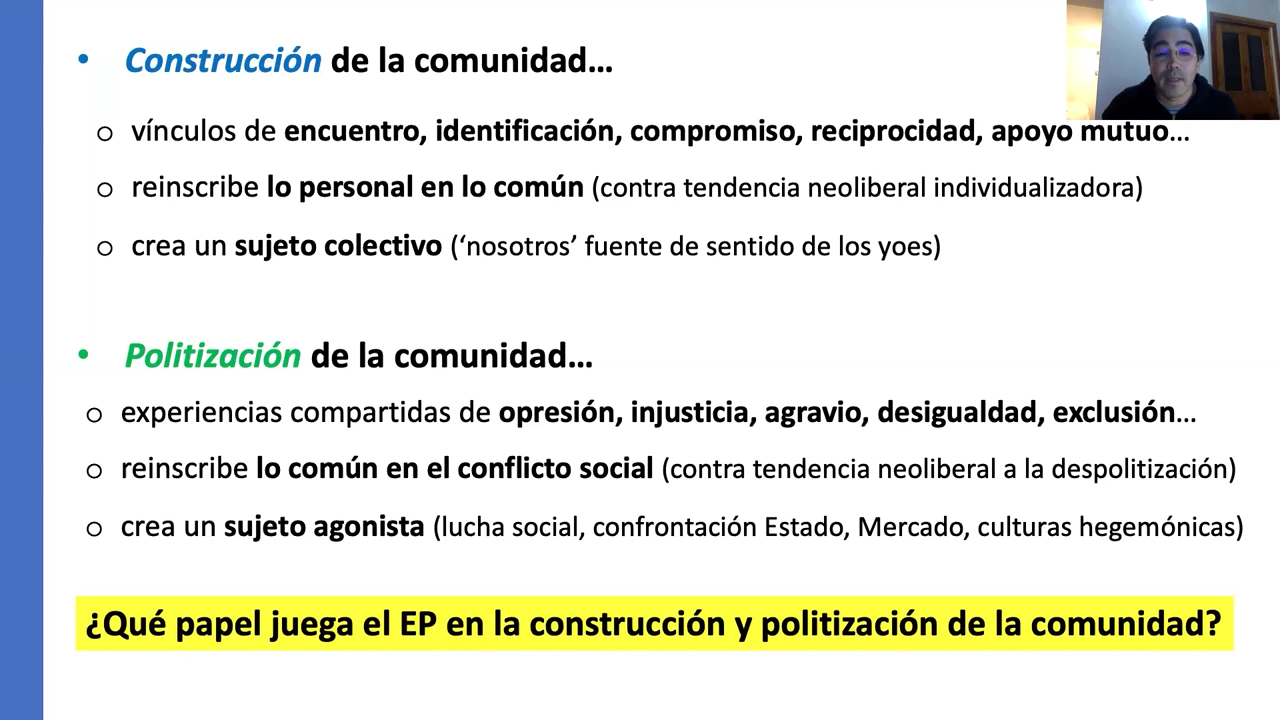 • Construcción de la comunidad...
o vínculos de encuentro, identificación, compromiso, reciprocidad, apoyo mutuo...
o reinscribe lo personal en lo común (contra tendencia neoliberal individualizadora)
o crea un sujeto colectivo (‘nosotros’ fuente de sentido de los yoes)
• Politización de la comunidad...
o experiencias compartidas de opresión, injusticia, agravio, desigualdad, exclusión...
o reinscribe lo común en el conflicto social (contra tendencia neoliberal a la despolitización)
o crea un sujeto agonista (lucha social, confrontación Estado, Mercado, culturas hegemónicas)
¿Qué papel juega el EP en la construcción y politización de la comunidad?